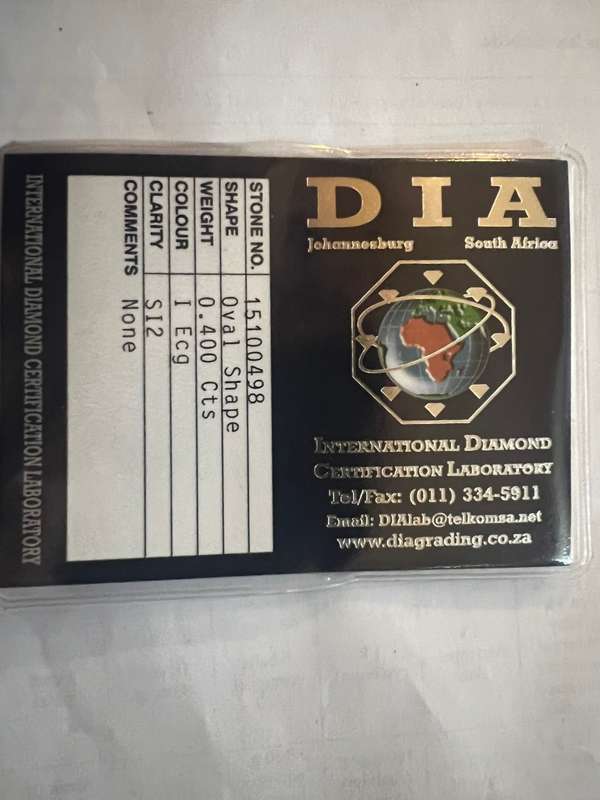 D I A
Johannesburg South Africa
INTERNATIONAL DIAMOND
CERTIFICATION LABORATORY
Tel/Fax: (011) 334-5911
Email: DIAlab@telkomsa.net
www.diagrading.co.za
STONE NO. 15100498
SHAPE Oval Shape
WEIGHT 0.400 Cts
COLOUR I Ecg
CLARITY SI2
COMMENTS None
INTERNATIONAL DIAMOND CERTIFICATION LABORATORY